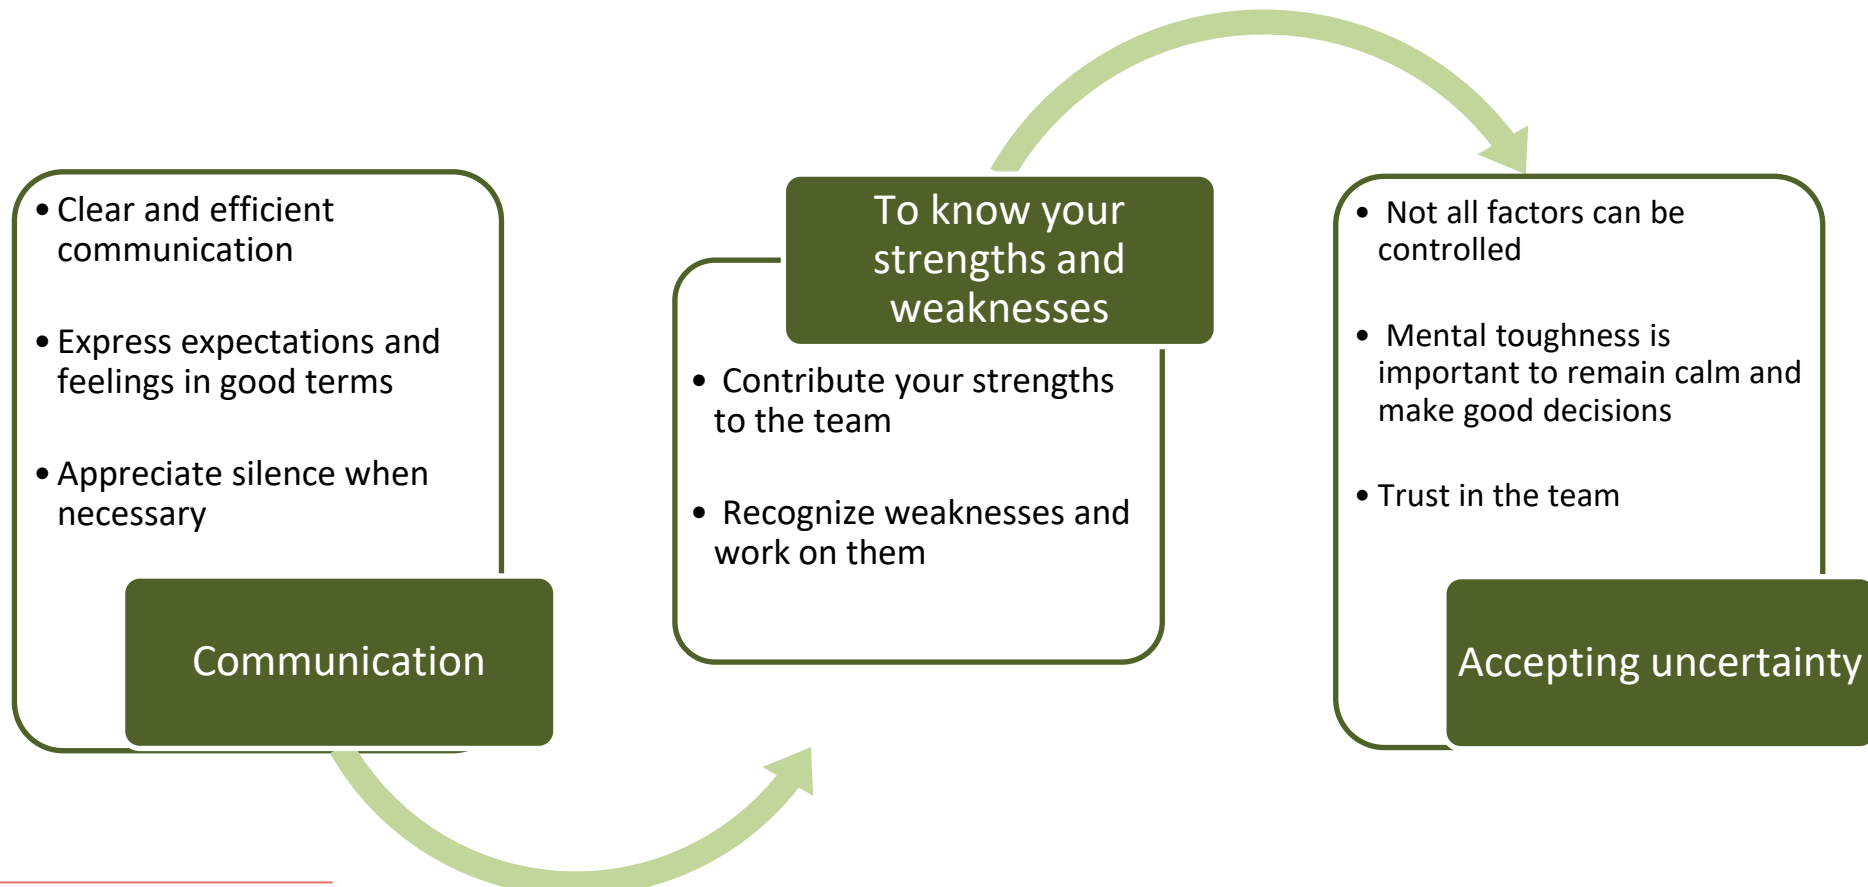 • Clear and efficient
communication
• Express expectations and
feelings in good terms
• Appreciate silence when
necessary
Communication
To know your
strengths and
weaknesses
• Contribute your strengths
to the team
• Recognize weaknesses and
work on them
• Not all factors can be
controlled
• Mental toughness is
important to remain calm and
make good decisions
• Trust in the team
Accepting uncertainty